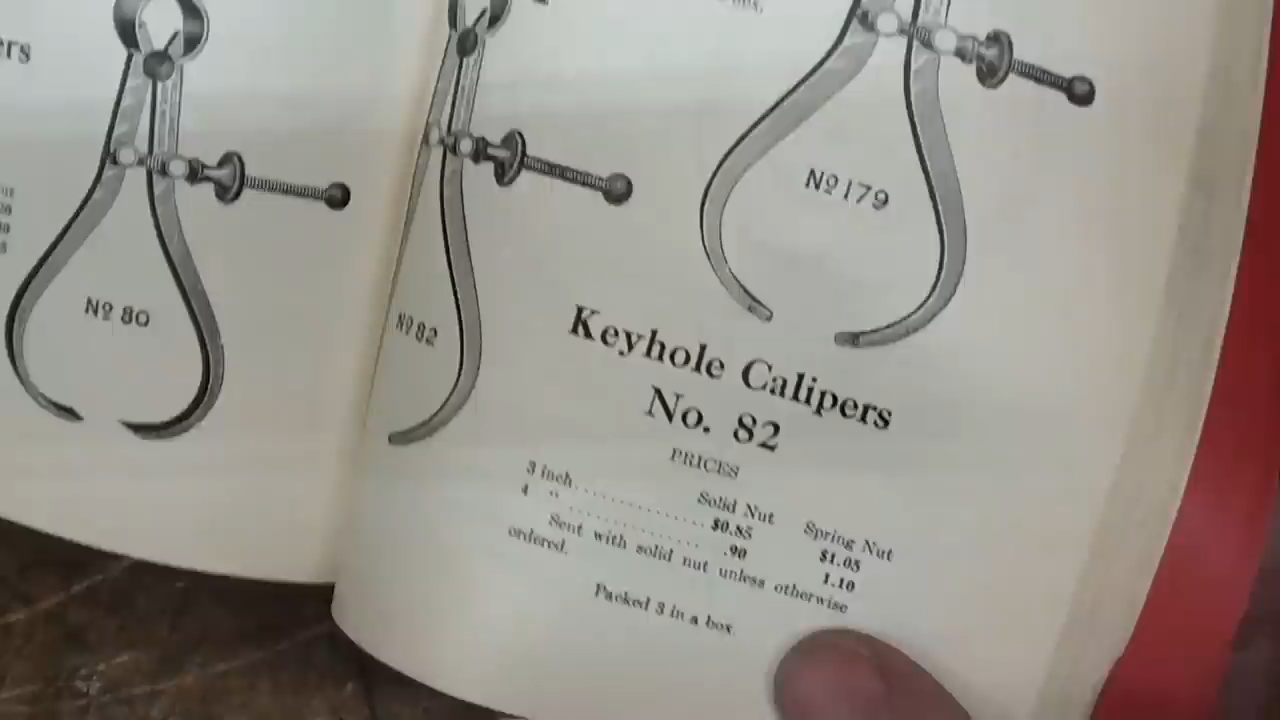 ers
No 80
No 82
No 179
Keyhole Calipers
No. 82
PRICES
Solid Nut Spring Nut
3 inch.............. $0.85 $1.05
4 " .............. .90 1.10
Sent with solid nut unless otherwise
ordered.
Packed 3 in a box.